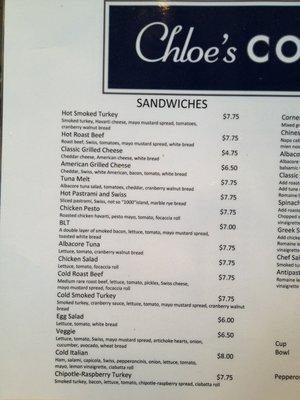 Chloe's CO
SANDWICHES
Hot Smoked Turkey $7.75
Smoked turkey, Havarti cheese, mayo mustard spread, tomatoes,
cranberry walnut bread
Hot Roast Beef $7.75
Roast beef, Swiss, tomatoes, mayo mustard spread, white bread
Classic Grilled Cheese $4.75
Cheddar cheese, American cheese, white bread
American Grilled Cheese $6.50
Cheddar, Swiss, white American, bacon, tomato, white bread
Tuna Melt $7.75
Albacore tuna salad, tomatoes, cheddar, cranberry walnut bread
Hot Pastrami and Swiss $7.75
Sliced pastrami, Swiss, not so "1000" island, marble rye bread
Chicken Pesto $7.75
Roasted chicken havarti, pesto mayo, tomato, focaccia roll
BLT $7.00
A double layer of smoked bacon, lettuce, tomato, mayo mustard spread,
toasted white bread
Albacore Tuna $7.75
Lettuce, tomato, cranberry walnut bread
Chicken Salad $7.75
Lettuce, tomato, focaccia roll
Cold Roast Beef $7.75
Medium rare roast beef, lettuce, tomato, pickles, Swiss cheese,
mayo mustard spread, focaccia roll
Cold Smoked Turkey $7.75
Smoked turkey, cranberry sauce, lettuce, tomato, mayo mustard spread, cranberry walnut
bread
Egg Salad $6.00
Lettuce, tomato, white bread
Veggie $6.50
Lettuce, tomato, Swiss, mayo mustard spread, artichoke hearts, onion,
cucumber, avocado, wheat bread
Cold Italian $8.00
Ham, salami, capicola, Swiss, pepperoncinis, onion, lettuce, tomato,
mayo, lemon vinaigrette, ciabatta roll
Chipotle-Raspberry Turkey $7.75
Smoked turkey, bacon, lettuce, tomato, chipotle-raspberry spread, ciabatta roll
Corne
Mixed gr
Chines
Napa cab
Albaco
Classic
Add roast
Add tuna
Spinach
Add roast
vinaigrette
Greek Sa
Chef Sal
Antipast
Romaine le
vinaigrette
Cup
Bowl
Pepperon